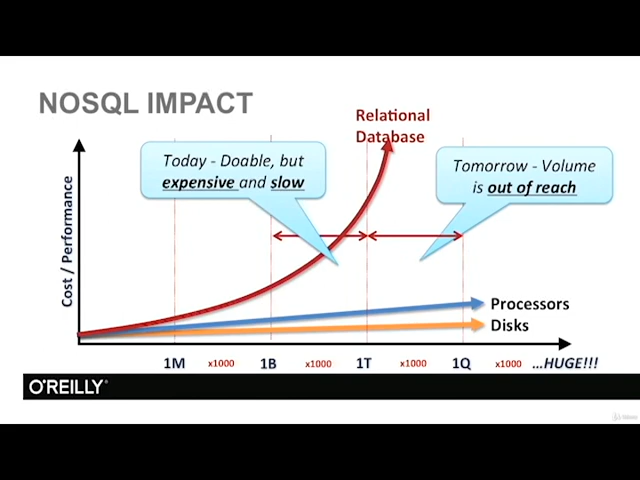 NOSQL IMPACT
Relational
Database
Today - Doable, but
expensive and slow
Tomorrow - Volume
is out of reach
Cost / Performance
Processors
Disks
1M x1000 1B x1000 1T x1000 1Q x1000 ...HUGE!!!
O'REILLY®